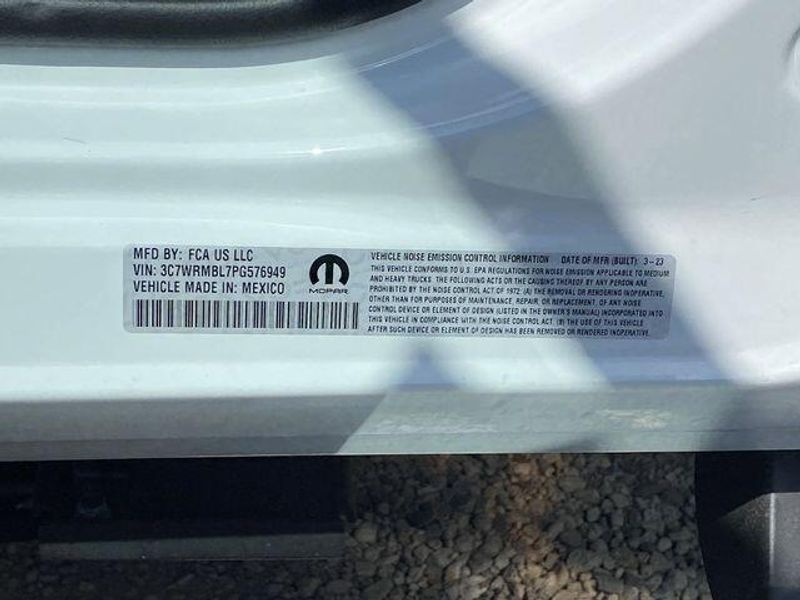 MFD BY: FCA US LLC
VIN: 3C7WRMBL7PG576949
VEHICLE MADE IN: MEXICO
MOPAR
VEHICLE NOISE EMISSION CONTROL INFORMATION DATE OF MFR (BUILT): 3-23
THIS VEHICLE CONFORMS TO U.S. EPA REGULATIONS FOR NOISE EMISSION APPLICABLE TO MEDIUM
AND HEAVY TRUCKS. THE FOLLOWING ACTS OR CAUSING THEREOF BY ANY PERSON ARE
PROHIBITED BY THE NOISE CONTROL ACT OF 1972: (A) THE REMOVAL OR RENDERING INOPERATIVE,
OTHER THAN FOR PURPOSES OF MAINTENANCE, REPAIR, OR REPLACEMENT, OF ANY NOISE
CONTROL DEVICE OR ELEMENT OF DESIGN (LISTED IN THE OWNER'S MANUAL) INCORPORATED INTO
THIS VEHICLE IN COMPLIANCE WITH THE NOISE CONTROL ACT. (B) THE USE OF THIS VEHICLE
AFTER SUCH DEVICE OR ELEMENT OF DESIGN HAS BEEN REMOVED OR RENDERED INOPERATIVE.